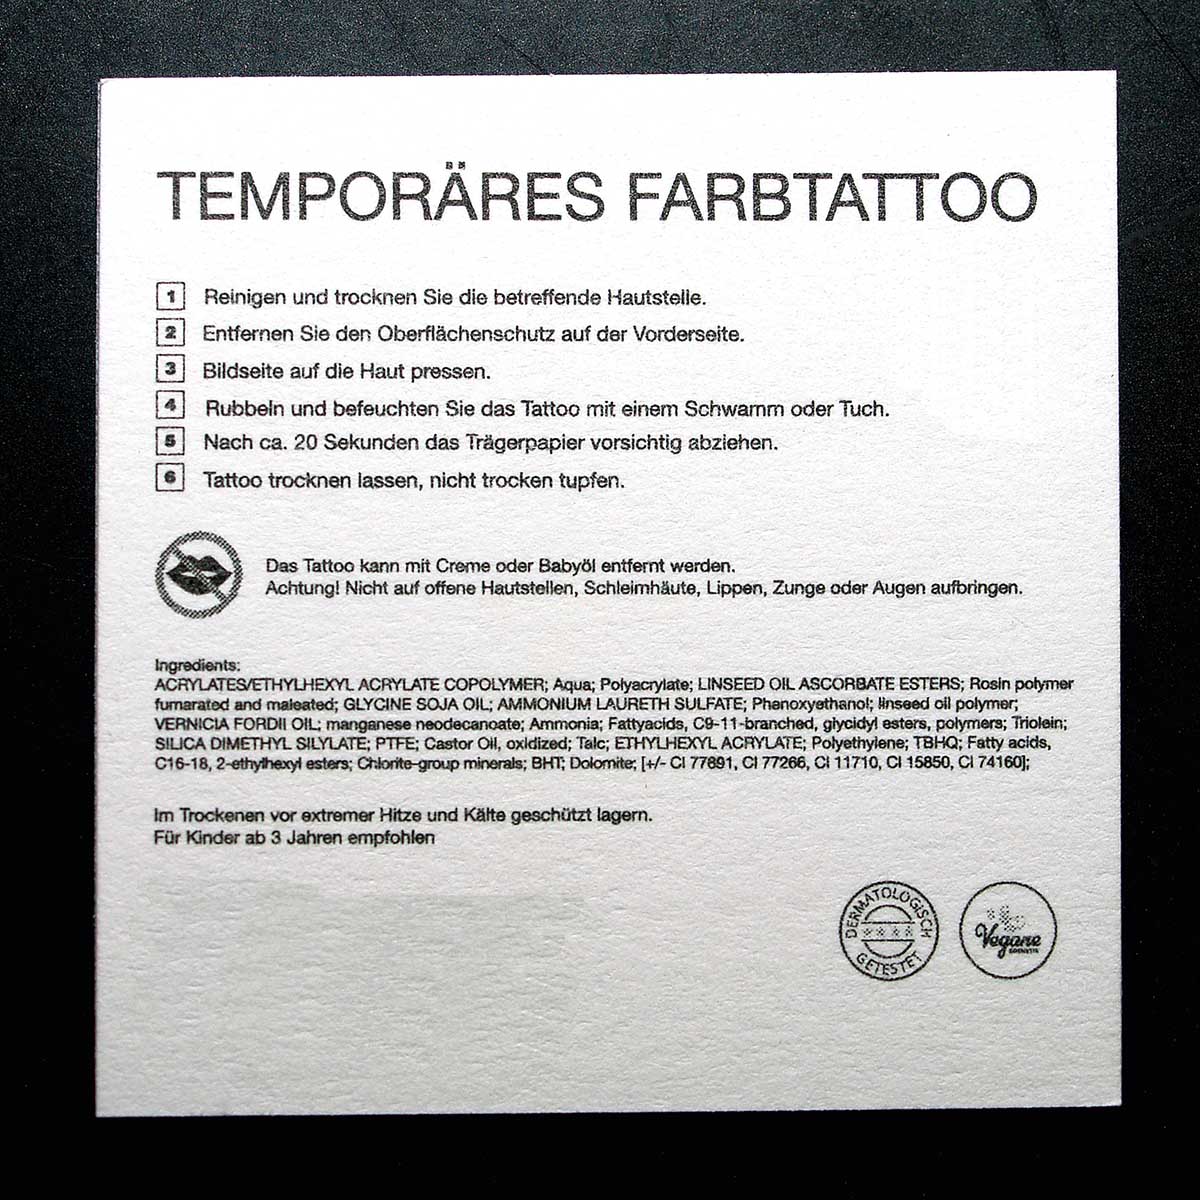 TEMPORÄRES FARBTATTOO
1 Reinigen und trocknen Sie die betreffende Hautstelle.
2 Entfernen Sie den Oberflächenschutz auf der Vorderseite.
3 Bildseite auf die Haut pressen.
4 Rubbeln und befeuchten Sie das Tattoo mit einem Schwamm oder Tuch.
5 Nach ca. 20 Sekunden das Trägerpapier vorsichtig abziehen.
6 Tattoo trocknen lassen, nicht trocken tupfen.
Das Tattoo kann mit Creme oder Babyöl entfernt werden.
Achtung! Nicht auf offene Hautstellen, Schleimhäute, Lippen, Zunge oder Augen aufbringen.
Ingredients:
ACRYLATES/ETHYLHEXYL ACRYLATE COPOLYMER; Aqua; Polyacrylate; LINSEED OIL ASCORBATE ESTERS; Rosin polymer
fumarated and maleated; GLYCINE SOJA OIL; AMMONIUM LAURETH SULFATE; Phenoxyethanol; linseed oil polymer;
VERNICIA FORDII OIL; manganese neodecanoate; Ammonia; Fattyacids, C9-11-branched, glycidyl esters, polymers; Triolein;
SILICA DIMETHYL SILYLATE; PTFE; Castor Oil, oxidized; Talc; ETHYLHEXYL ACRYLATE; Polyethylene; TBHQ; Fatty acids,
C16-18, 2-ethylhexyl esters; Chlorite-group minerals; BHT; Dolomite; [+/- CI 77891, CI 77266, CI 11710, CI 15850, CI 74160];
Im Trockenen vor extremer Hitze und Kälte geschützt lagern.
Für Kinder ab 3 Jahren empfohlen
DERMATOLOGISCH
GETESTET
Vegane